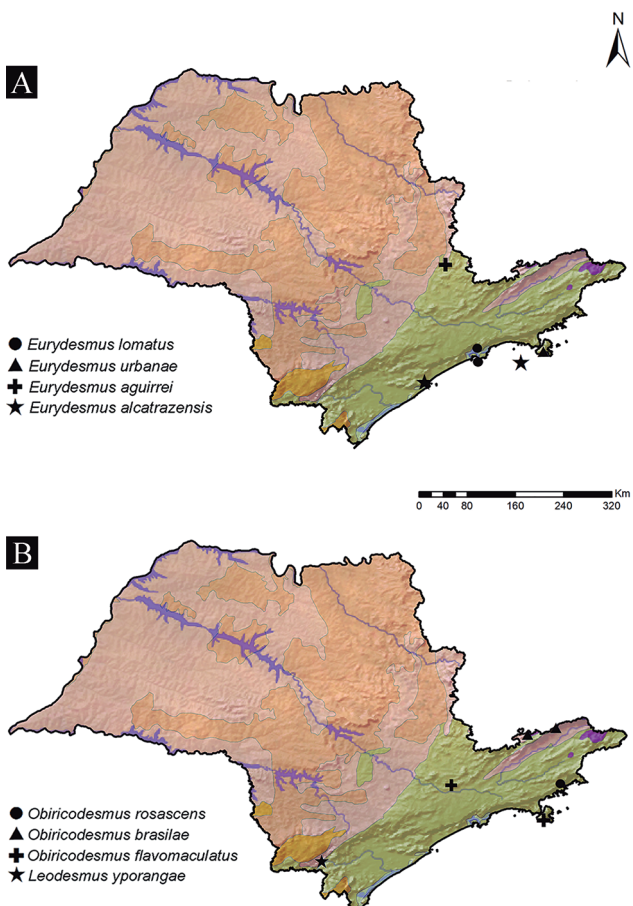 N
A
Eurydesmus lomatus
Eurydesmus urbanae
Eurydesmus aguirrei
Eurydesmus alcatrazensis
Km
0 20 40 80 160 240 320
B
Obiricodesmus rosascens
Obiricodesmus brasilae
Obiricodesmus flavomaculatus
Leodesmus yporangae